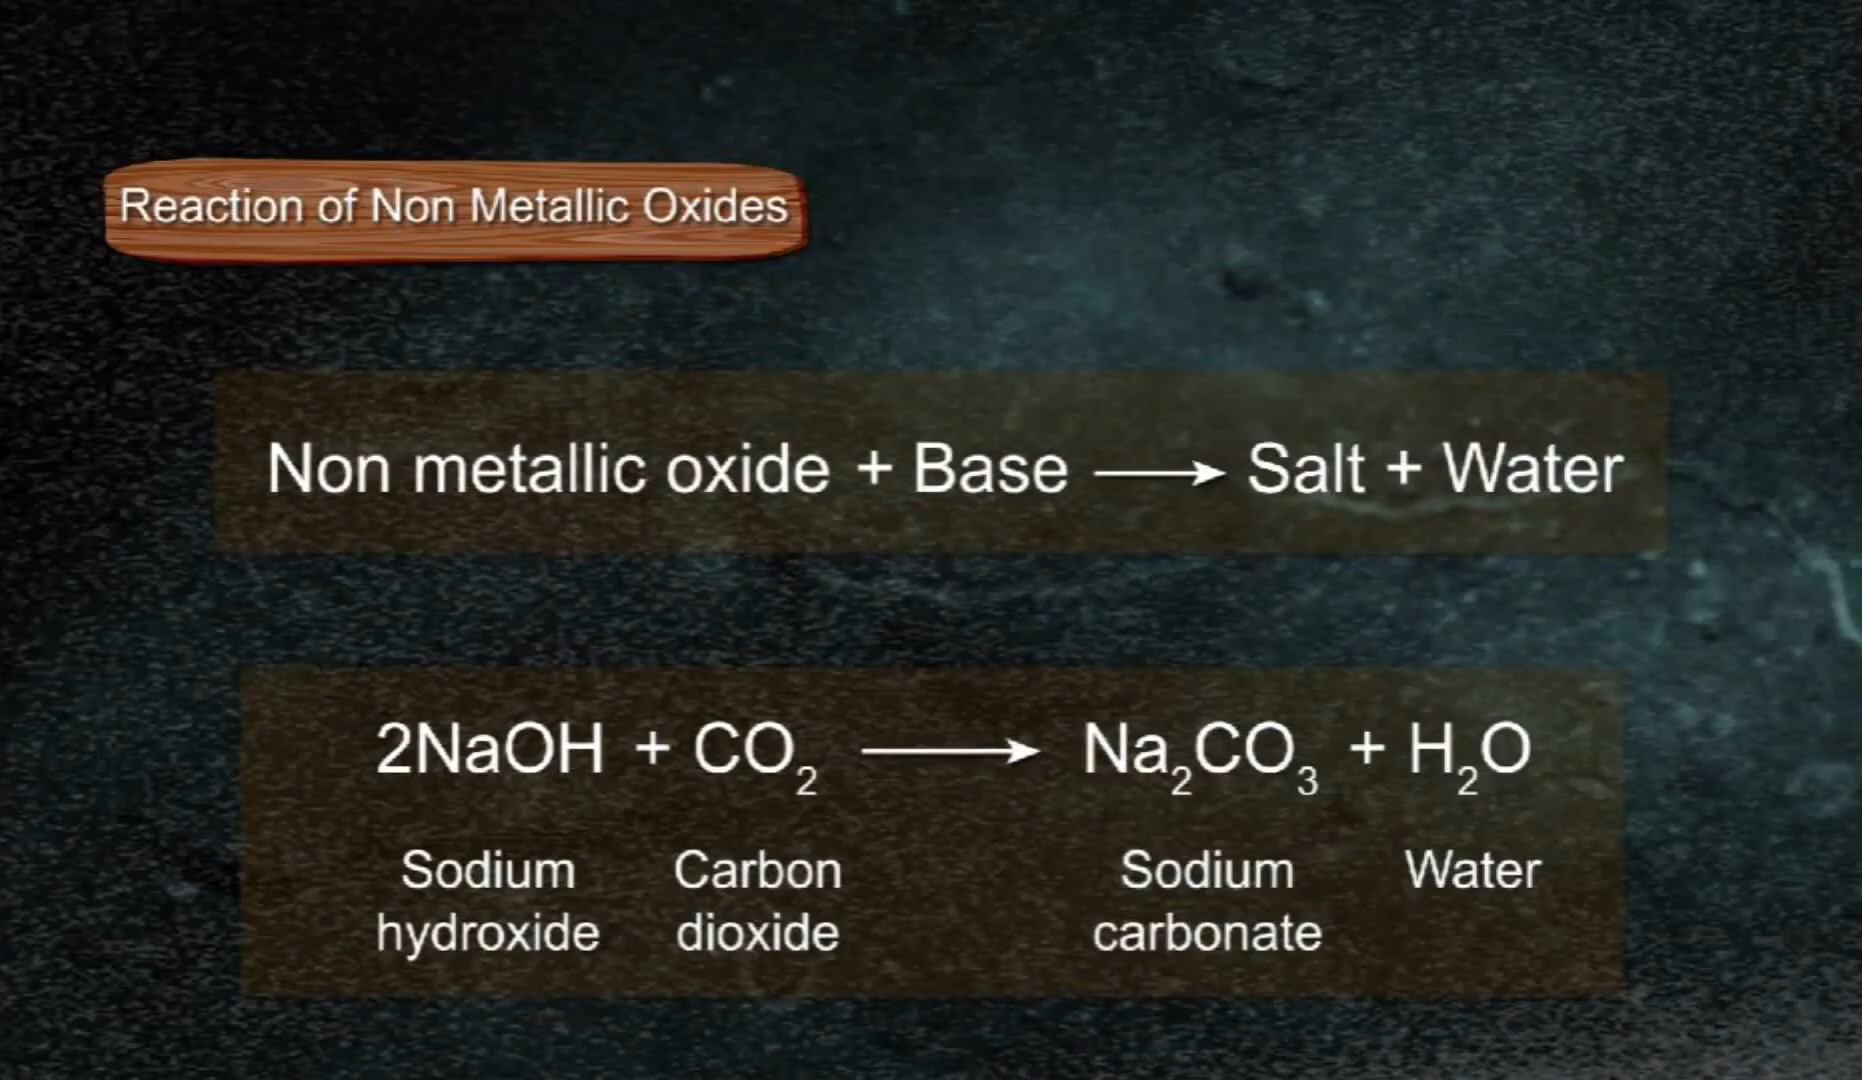 Reaction of Non Metallic Oxides
Non metallic oxide + Base ⟶ Salt + Water
2NaOH + CO₂ ⟶ Na₂CO₃ + H₂O
Sodium hydroxide
Carbon dioxide
Sodium carbonate
Water